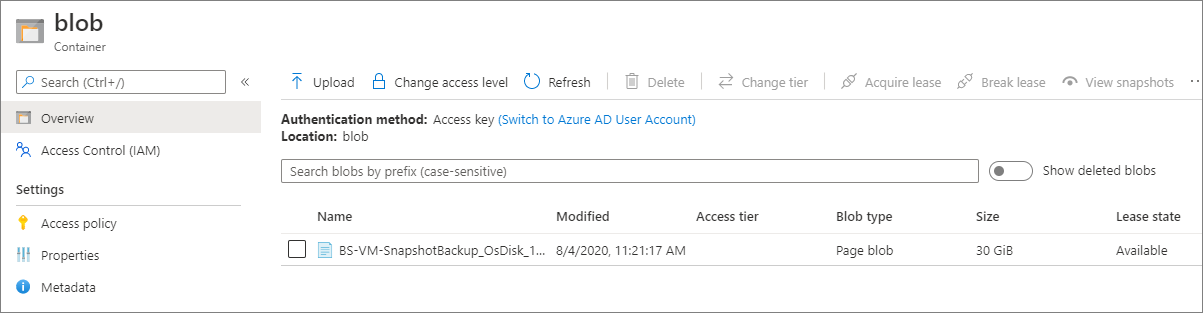 blob
Container
Search (Ctrl+/)
«
Upload Change access level Refresh Delete Change tier Acquire lease Break lease View snapshots ···
Overview
Access Control (IAM)
Settings
Access policy
Properties
Metadata
Authentication method: Access key (Switch to Azure AD User Account)
Location: blob
Search blobs by prefix (case-sensitive)
Show deleted blobs
Name Modified Access tier Blob type Size Lease state
BS-VM-SnapshotBackup_OsDisk_1... 8/4/2020, 11:21:17 AM Page blob 30 GiB Available